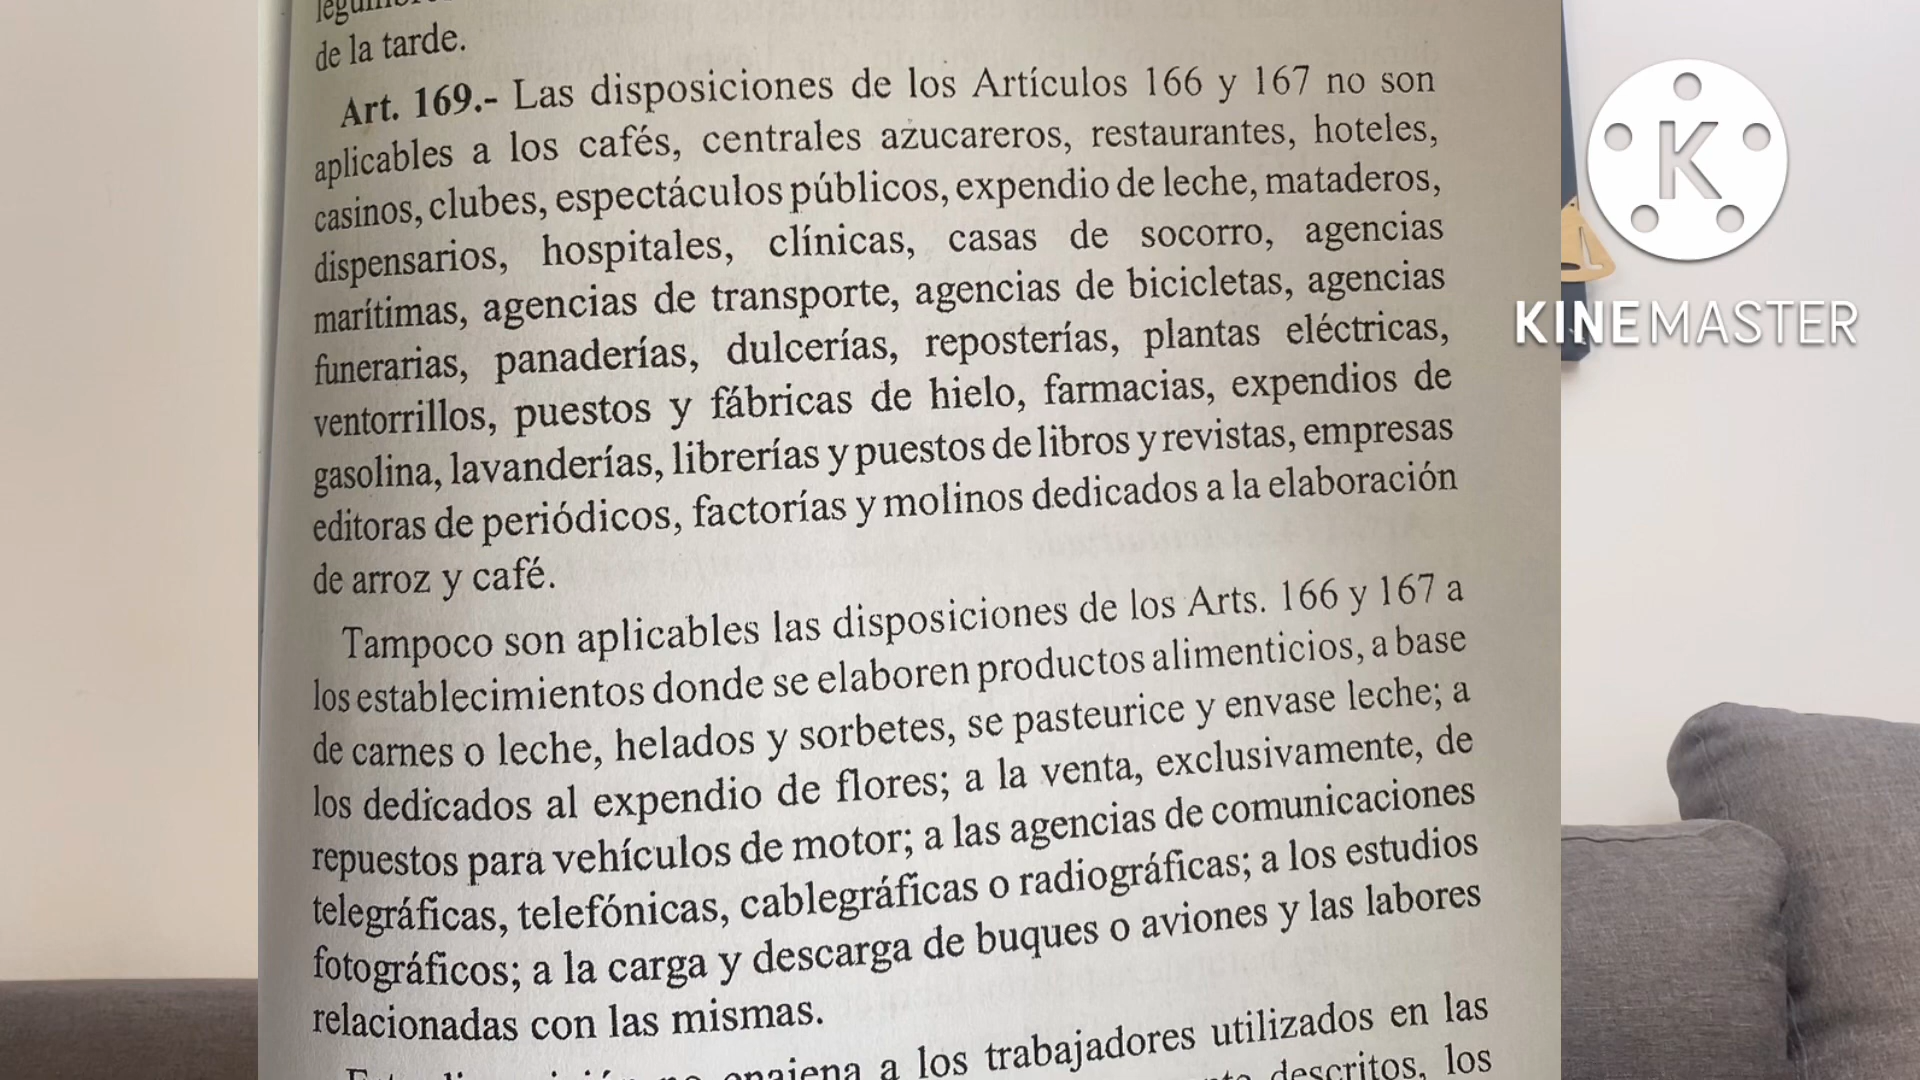 de la tarde.
Art. 169.- Las disposiciones de los Artículos 166 y 167 no son
aplicables a los cafés, centrales azucareros, restaurantes, hoteles,
casinos, clubes, espectáculos públicos, expendio de leche, mataderos,
dispensarios, hospitales, clínicas, casas de socorro, agencias
marítimas, agencias de transporte, agencias de bicicletas, agencias
funerarias, panaderías, dulcerías, reposterías, plantas eléctricas,
ventorrillos, puestos y fábricas de hielo, farmacias, expendios de
gasolina, lavanderías, librerías y puestos de libros y revistas, empresas
editoras de periódicos, factorías y molinos dedicados a la elaboración
de arroz y café.
Tampoco son aplicables las disposiciones de los Arts. 166 y 167 a
los establecimientos donde se elaboren productos alimenticios, a base
de carnes o leche, helados y sorbetes, se pasteurice y envase leche; a
los dedicados al expendio de flores; a la venta, exclusivamente, de
repuestos para vehículos de motor; a las agencias de comunicaciones
telegráficas, telefónicas, cablegráficas o radiográficas; a los estudios
fotográficos; a la carga y descarga de buques o aviones y las labores
relacionadas con las mismas.
a los trabajadores utilizados en las
descritos, los
K
KINEMASTER